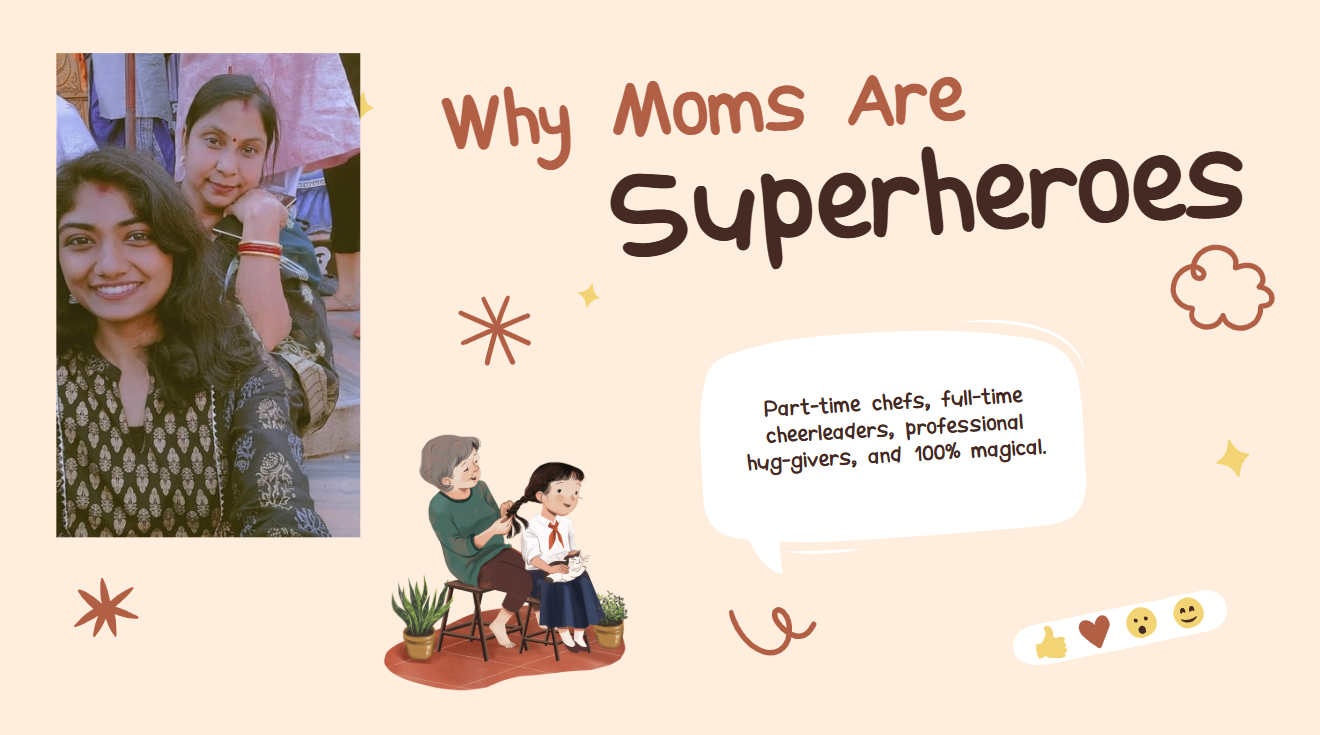 Why Moms Are
Superheroes
Part-time chefs, full-time
cheerleaders, professional
hug-givers, and 100% magical.